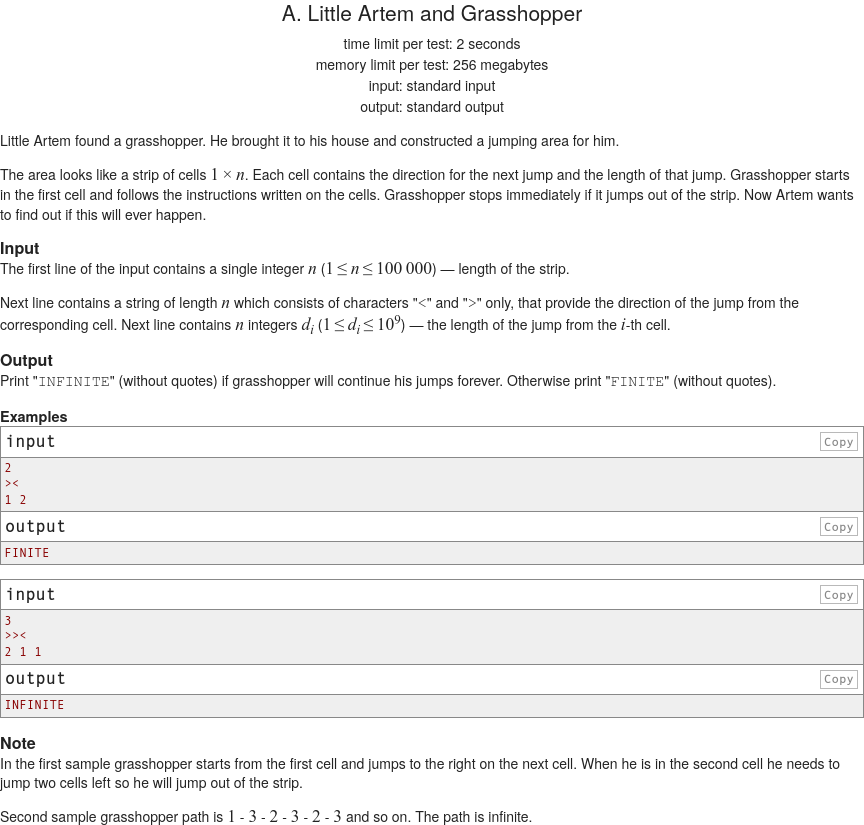 A. Little Artem and Grasshopper
time limit per test: 2 seconds
memory limit per test: 256 megabytes
input: standard input
output: standard output
Little Artem found a grasshopper. He brought it to his house and constructed a jumping area for him.
The area looks like a strip of cells 1 × n. Each cell contains the direction for the next jump and the length of that jump. Grasshopper starts
in the first cell and follows the instructions written on the cells. Grasshopper stops immediately if it jumps out of the strip. Now Artem wants
to find out if this will ever happen.
Input
The first line of the input contains a single integer n (1 ≤ n ≤ 100 000) — length of the strip.
Next line contains a string of length n which consists of characters "<" and ">" only, that provide the direction of the jump from the
corresponding cell. Next line contains n integers dᵢ (1 ≤ dᵢ ≤ 10⁹) — the length of the jump from the i-th cell.
Output
Print "INFINITE" (without quotes) if grasshopper will continue his jumps forever. Otherwise print "FINITE" (without quotes).
Examples
input Copy
2
><
1 2
output Copy
FINITE
input Copy
3
>><
2 1 1
output Copy
INFINITE
Note
In the first sample grasshopper starts from the first cell and jumps to the right on the next cell. When he is in the second cell he needs to
jump two cells left so he will jump out of the strip.
Second sample grasshopper path is 1 - 3 - 2 - 3 - 2 - 3 and so on. The path is infinite.